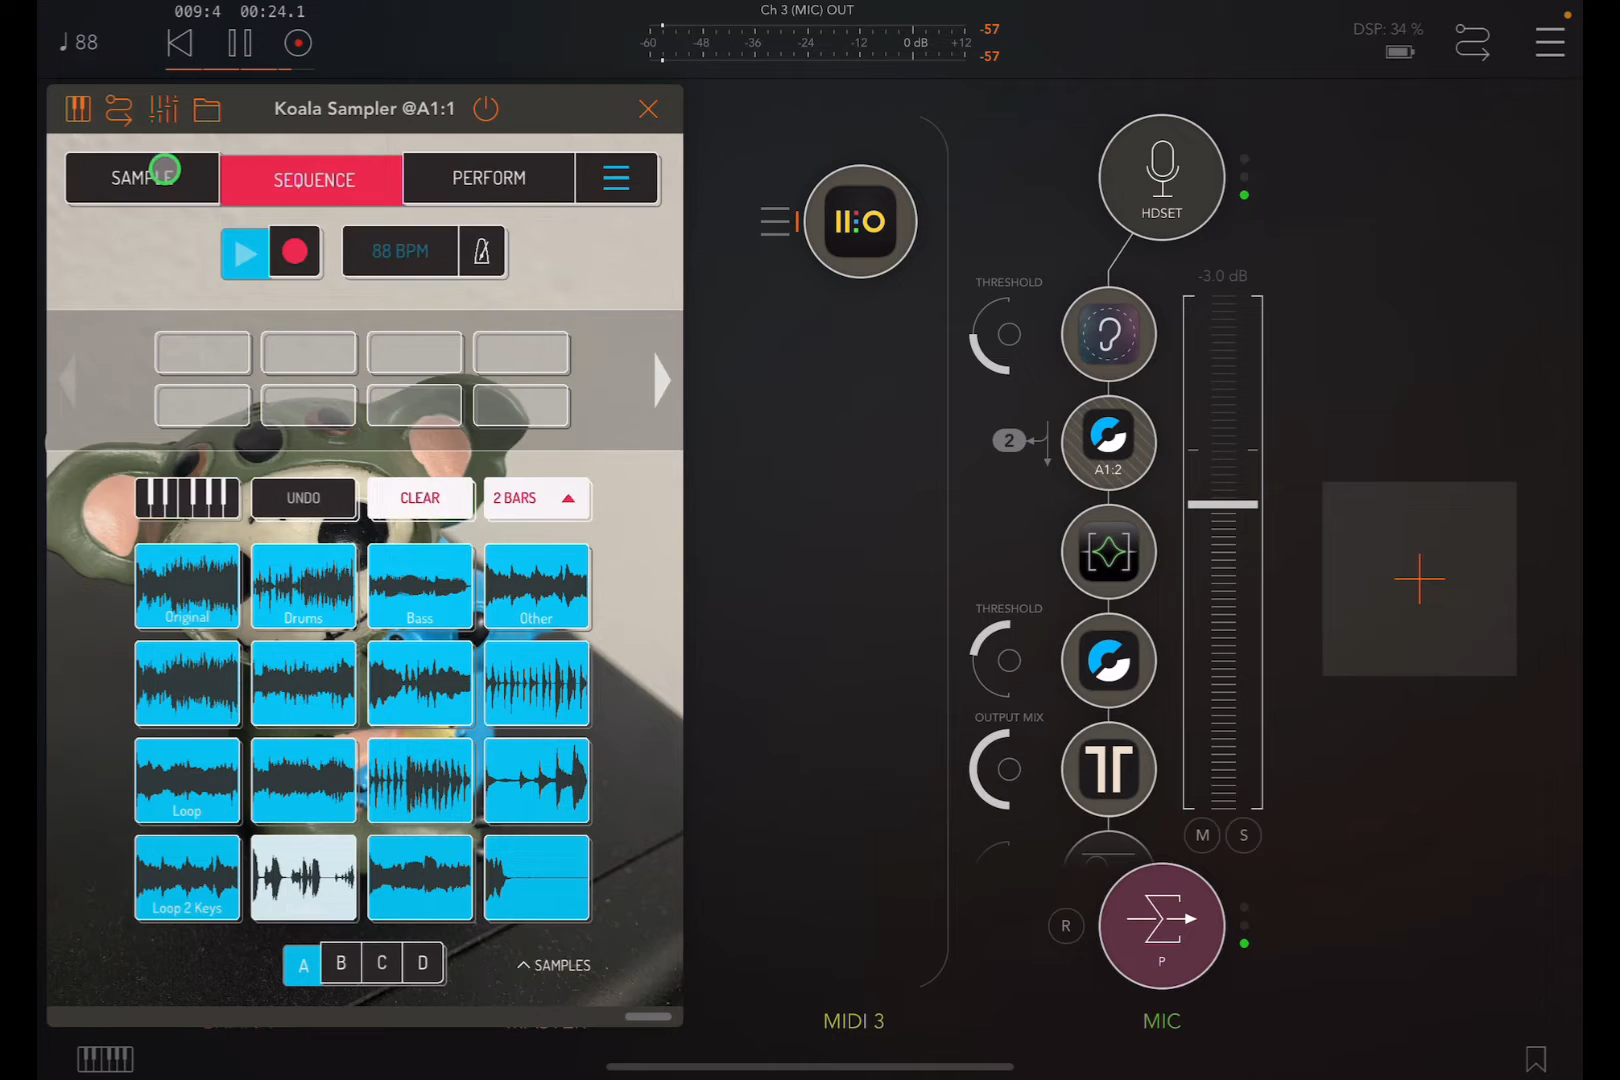 009:4 00:24.1
88
Ch 3 (MIC) OUT
-57
-60 -48 -36 -24 -12 0 dB +12
-57
DSP: 34 %
Koala Sampler @A1:1
SAMPLE SEQUENCE PERFORM
88 BPM
UNDO CLEAR 2 BARS
Original Drums Bass Other
Loop
Loop 2 Keys
A B C D
SAMPLES
MIDI 3
HDSET
-3.0 dB
THRESHOLD
2
A1:2
THRESHOLD
OUTPUT MIX
M S
R
P
MIC